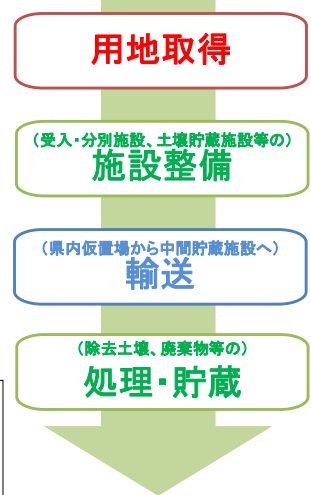 用地取得
（受入・分別施設、土壌貯蔵施設等の）
施設整備
（県内仮置場から中間貯蔵施設へ）
輸送
（除去土壌、廃棄物等の）
処理・貯蔵